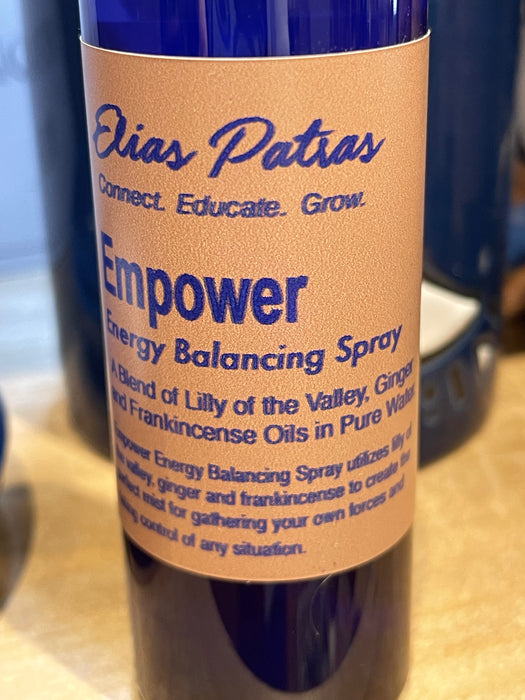 Elias Patras
Connect. Educate. Grow.
Empower
Energy Balancing Spray
A Blend of Lilly of the Valley, Ginger
and Frankincense Oils in Pure Water
Empower Energy Balancing Spray utilizes lilly of
the valley, ginger and frankincense to create the
perfect mist for gathering your own forces and
control of any situation.